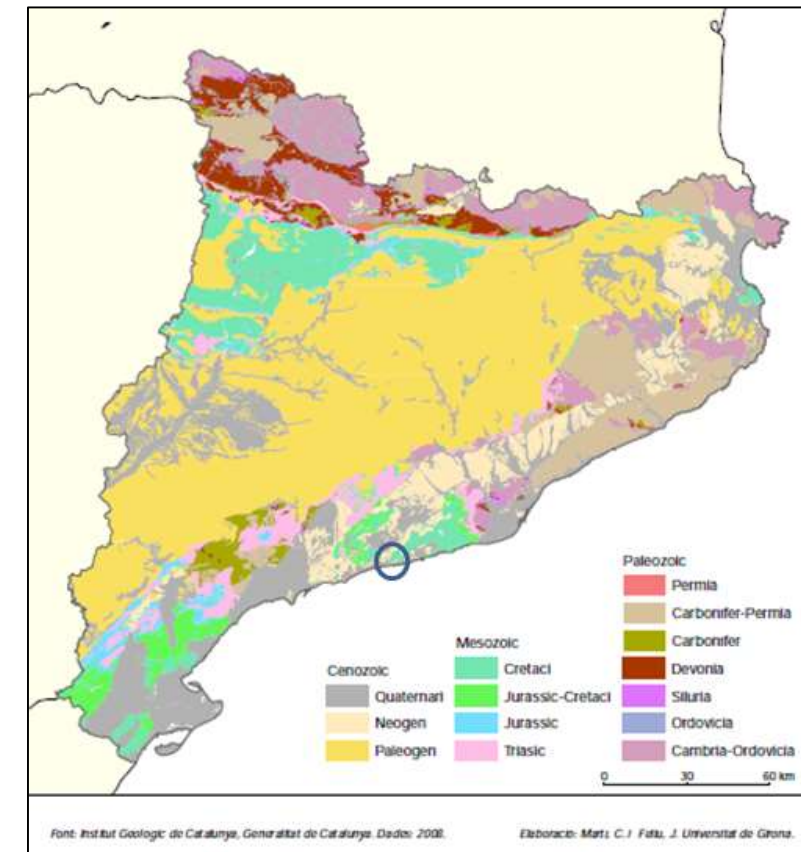 Paleozoic
Permia
Carbonifer-Permia
Carbonifer
Devonia
Siluria
Ordovicia
Cambria-Ordovicia
Mesozoic
Cretaci
Jurassic-Cretaci
Jurassic
Triasic
Cenozoic
Quaternari
Neogen
Paleogen
0 30 60 km
Font: Institut Geologic de Catalunya, Generalitat de Catalunya. Dades: 2008.
Elaboracio: Marti, C. i Feliu, J. Universitat de Girona.